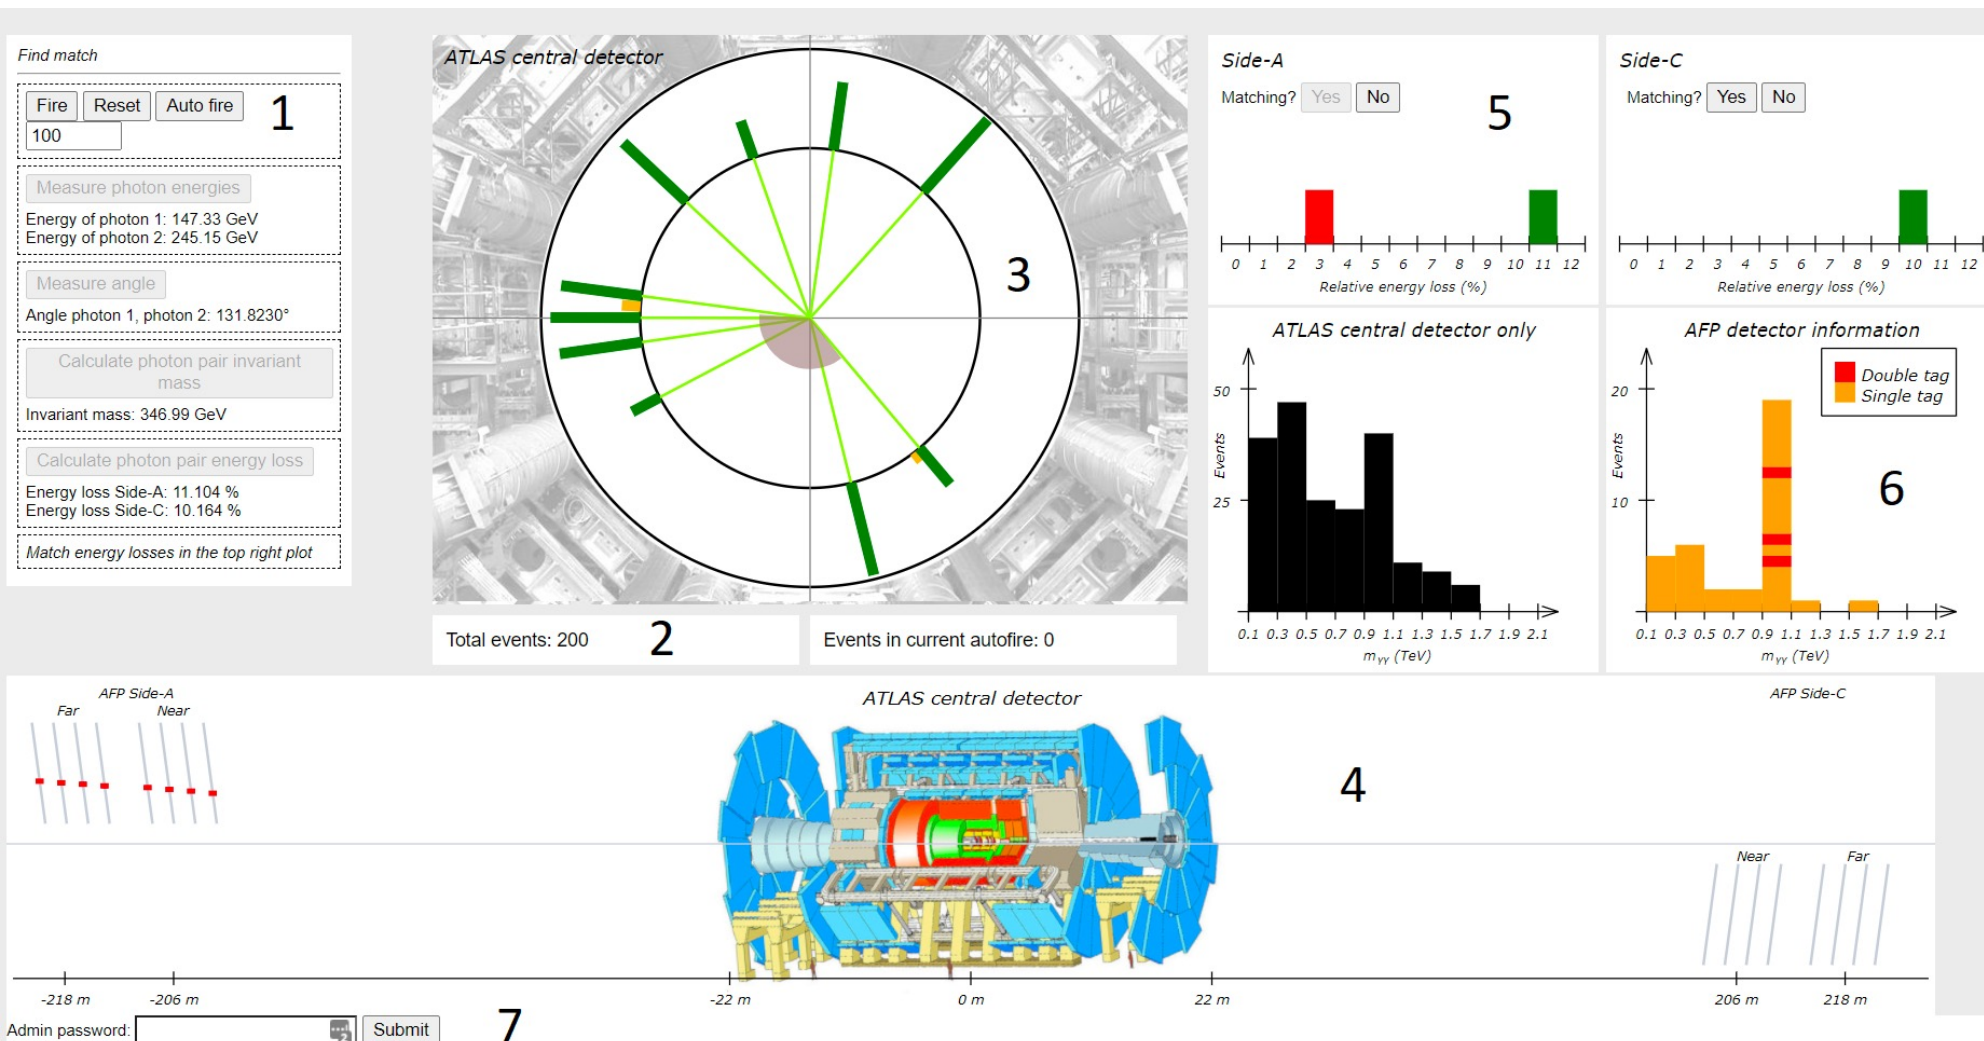 Find match
Fire Reset Auto fire 1
100
Measure photon energies
Energy of photon 1: 147.33 GeV
Energy of photon 2: 245.15 GeV
Measure angle
Angle photon 1, photon 2: 131.8230°
Calculate photon pair invariant
mass
Invariant mass: 346.99 GeV
Calculate photon pair energy loss
Energy loss Side-A: 11.104 %
Energy loss Side-C: 10.164 %
Match energy losses in the top right plot
ATLAS central detector
3
Total events: 200 2
Events in current autofire: 0
Side-A
Matching? Yes No
5
0 1 2 3 4 5 6 7 8 9 10 11 12
Relative energy loss (%)
Side-C
Matching? Yes No
0 1 2 3 4 5 6 7 8 9 10 11 12
Relative energy loss (%)
ATLAS central detector only
50
25
Events
0.1 0.3 0.5 0.7 0.9 1.1 1.3 1.5 1.7 1.9 2.1
mγγ (TeV)
AFP detector information
Double tag
Single tag
20
10
Events
6
0.1 0.3 0.5 0.7 0.9 1.1 1.3 1.5 1.7 1.9 2.1
mγγ (TeV)
AFP Side-A
Far Near
ATLAS central detector
4
AFP Side-C
Near Far
-218 m -206 m -22 m 0 m 22 m 206 m 218 m
Admin password: Submit 7